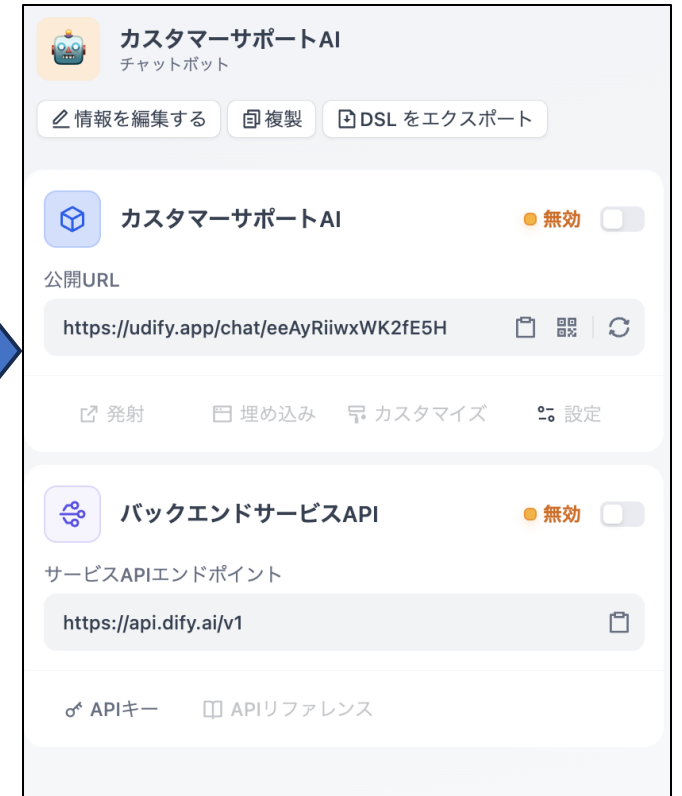 カスタマーサポートAI
チャットボット
情報を編集する 複製 DSL をエクスポート
カスタマーサポートAI 無効
公開URL
https://udify.app/chat/eeAyRiiwxWK2fE5H
発射 埋め込み カスタマイズ 設定
バックエンドサービスAPI 無効
サービスAPIエンドポイント
https://api.dify.ai/v1
APIキー APIリファレンス